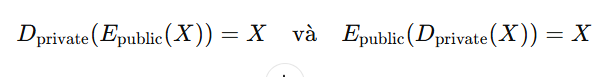 D_private(E_public(X)) = X và E_public(D_private(X)) = X